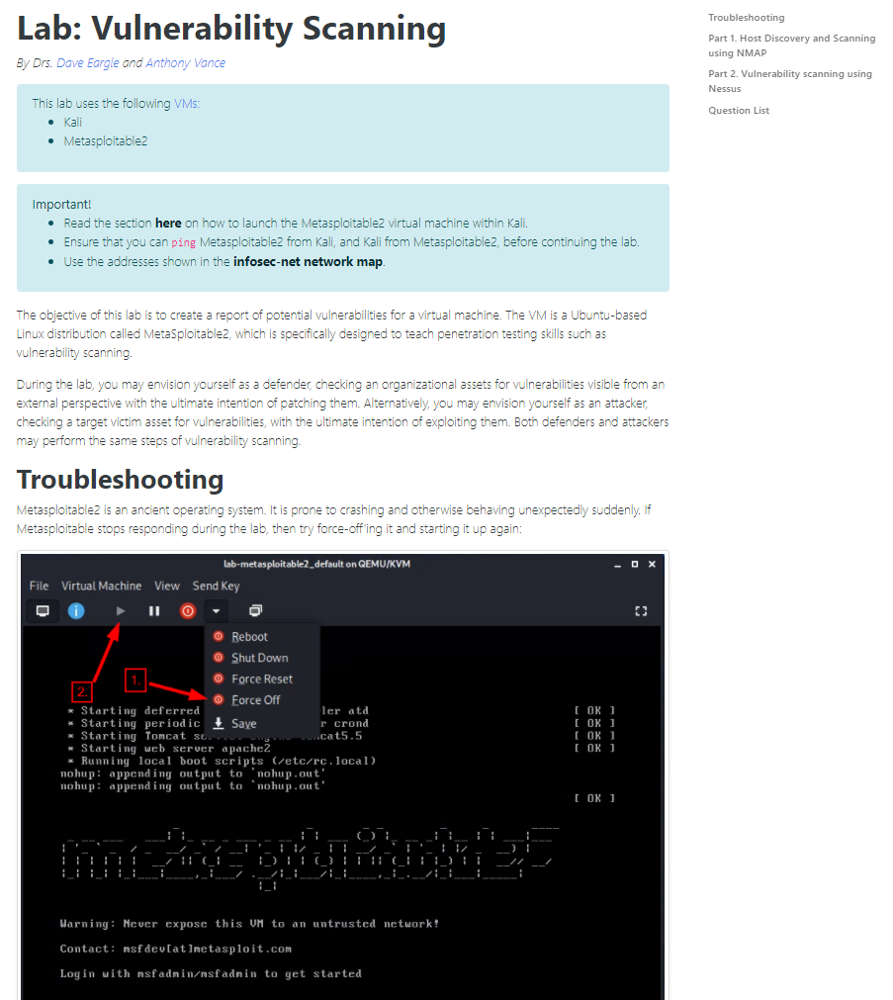 Lab: Vulnerability Scanning
By Drs. Dave Eargle and Anthony Vance
This lab uses the following VMs:
Kali
Metasploitable2
Important!
Read the section here on how to launch the Metasploitable2 virtual machine within Kali.
Ensure that you can ping Metasploitable2 from Kali, and Kali from Metasploitable2, before continuing the lab.
Use the addresses shown in the infosec-net network map.
The objective of this lab is to create a report of potential vulnerabilities for a virtual machine. The VM is a Ubuntu-based
Linux distribution called MetaSploitable2, which is specifically designed to teach penetration testing skills such as
vulnerability scanning.
During the lab, you may envision yourself as a defender, checking an organizational assets for vulnerabilities visible from an
external perspective with the ultimate intention of patching them. Alternatively, you may envision yourself as an attacker,
checking a target victim asset for vulnerabilities, with the ultimate intention of exploiting them. Both defenders and attackers
may perform the same steps of vulnerability scanning.
Troubleshooting
Metasploitable2 is an ancient operating system. It is prone to crashing and otherwise behaving unexpectedly suddenly. If
Metasploitable stops responding during the lab, then try force-off'ing it and starting it up again:
lab-metasploitable2_default on QEMU/KVM
File Virtual Machine View Send Key
Reboot
Shut Down
Force Reset
Force Off
Save
1.
2.
* Starting deferred ler atd [ OK ]
* Starting periodic r crond [ OK ]
* Starting Tomcat cat5.5 [ OK ]
* Starting web server apache2 [ OK ]
* Running local boot scripts (/etc/rc.local)
nohup: appending output to `nohup.out'
nohup: appending output to `nohup.out'
[ OK ]
metasploitable
Warning: Never expose this VM to an untrusted network!
Contact: msfdev[at]metasploit.com
Login with msfadmin/msfadmin to get started
Troubleshooting
Part 1. Host Discovery and Scanning
using NMAP
Part 2. Vulnerability scanning using
Nessus
Question List